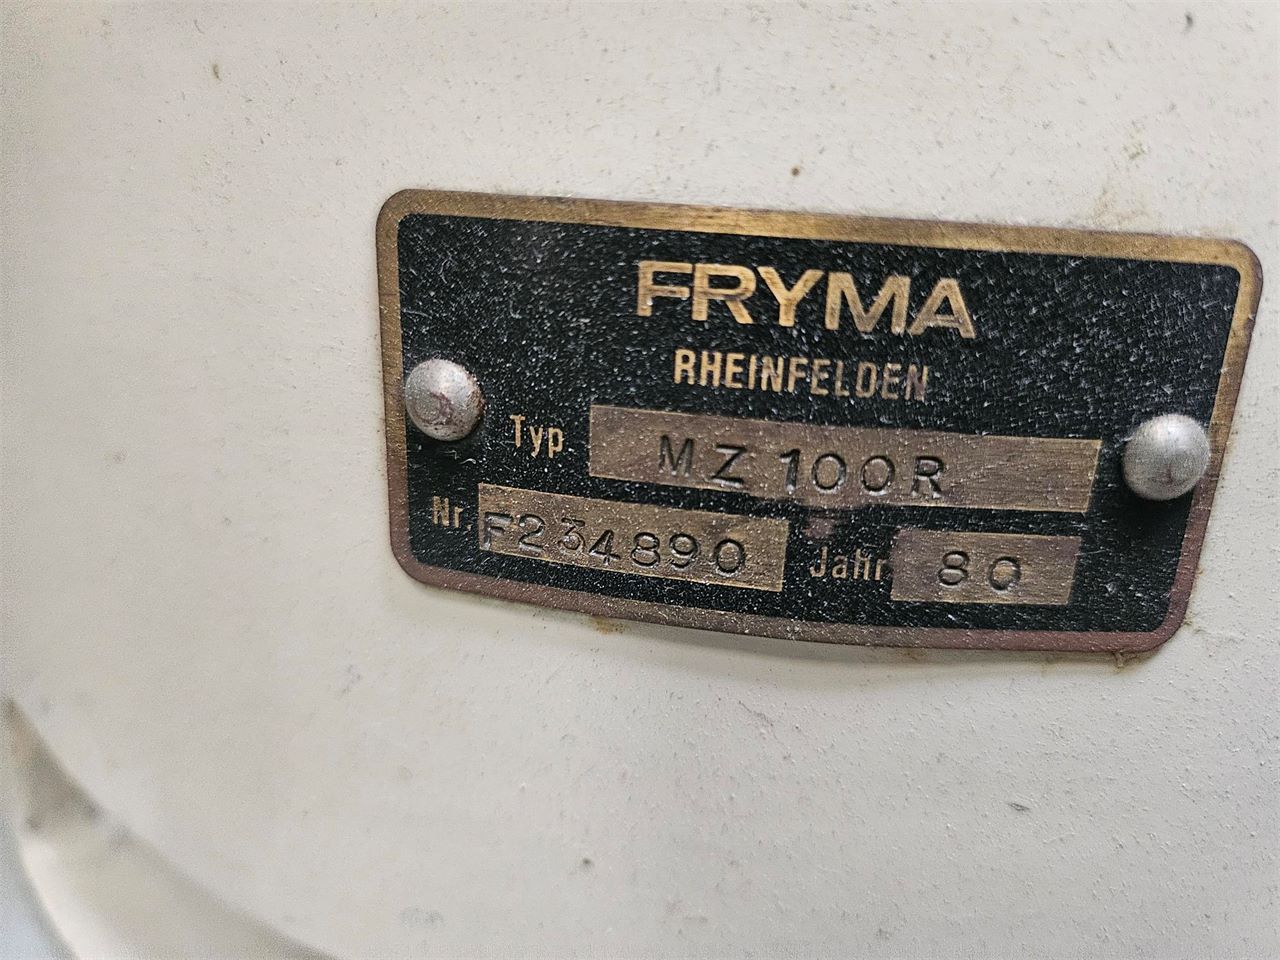 FRYMA
RHEINFELDEN
Typ MZ 100R
Nr. F234890 Jahr 80